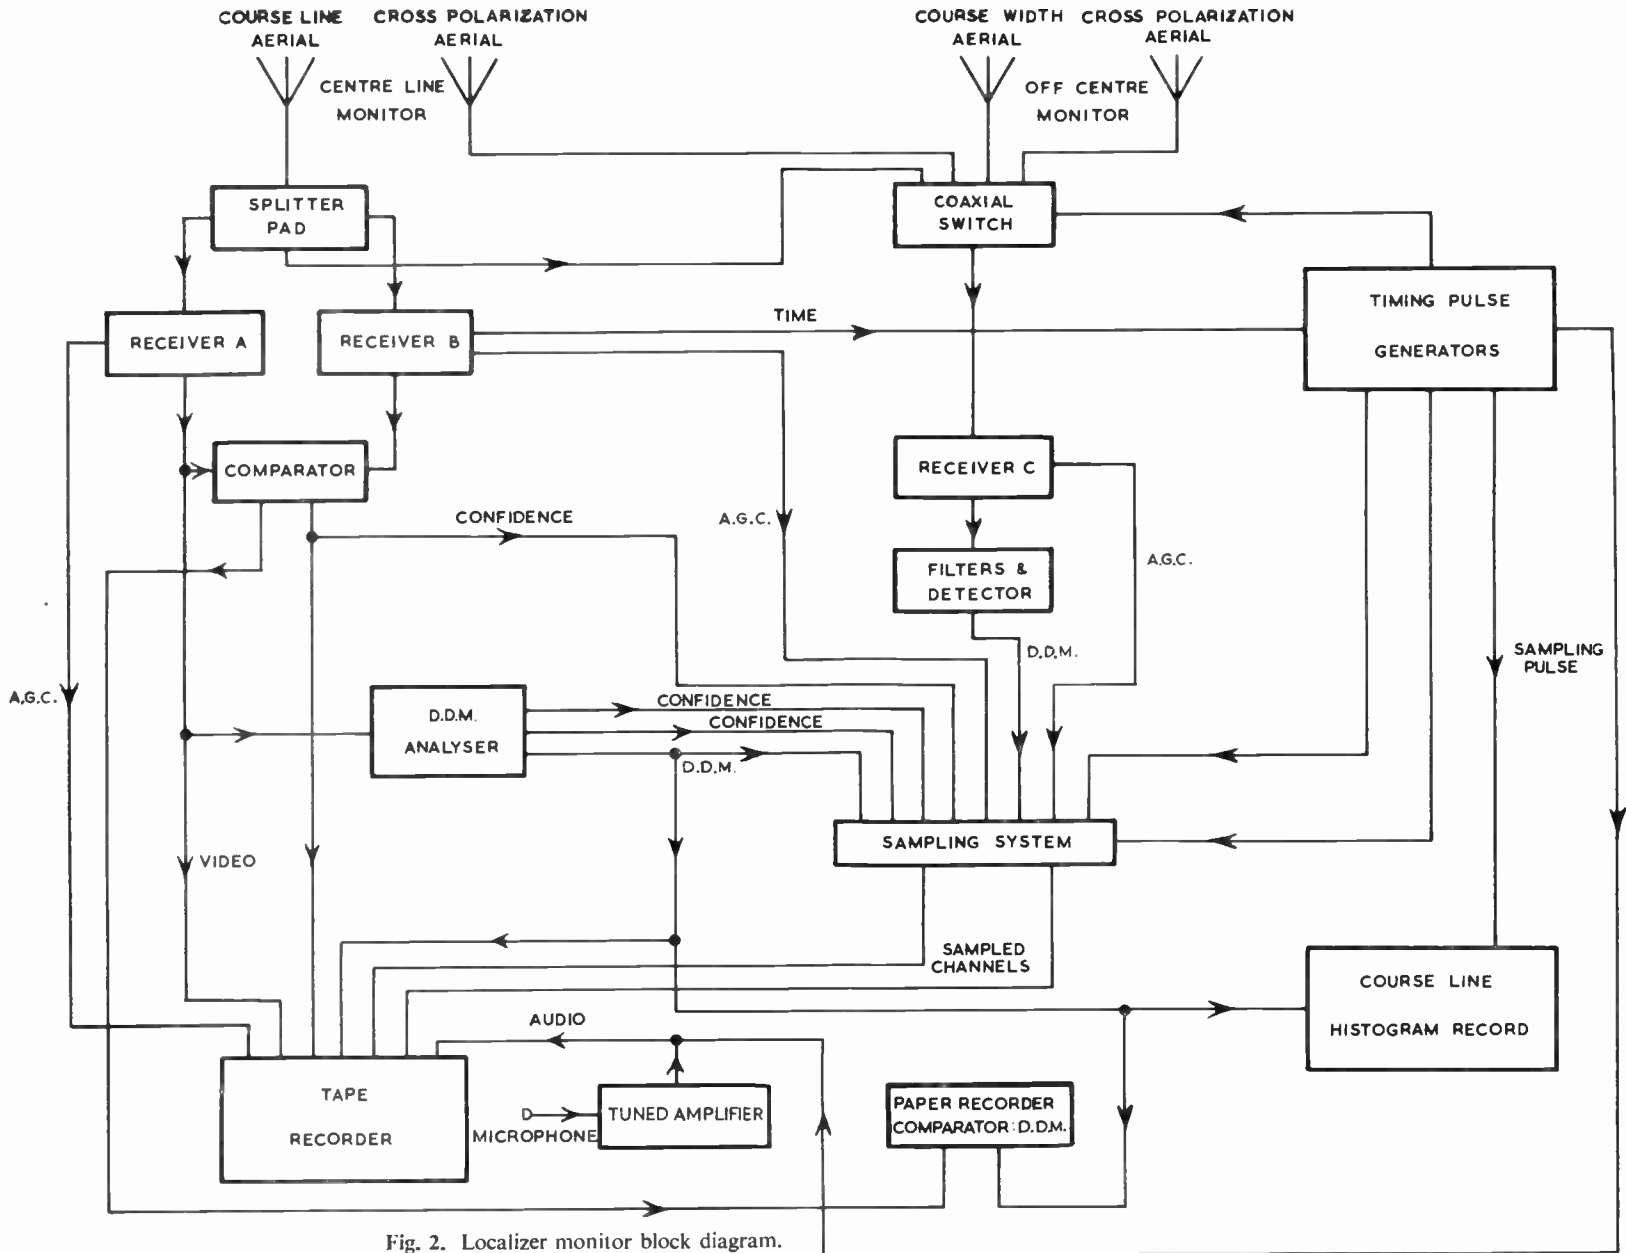 COURSE LINE
AERIAL
CROSS POLARIZATION
AERIAL
COURSE WIDTH
AERIAL
CROSS POLARIZATION
AERIAL
CENTRE LINE
MONITOR
OFF CENTRE
MONITOR
SPLITTER
PAD
COAXIAL
SWITCH
TIMING PULSE
GENERATORS
RECEIVER A
RECEIVER B
TIME
COMPARATOR
RECEIVER C
CONFIDENCE
A.G.C.
A.G.C.
FILTERS &
DETECTOR
D.D.M.
SAMPLING
PULSE
A.G.C.
D.D.M.
ANALYSER
CONFIDENCE
CONFIDENCE
D.D.M.
SAMPLING SYSTEM
VIDEO
SAMPLED
CHANNELS
COURSE LINE
HISTOGRAM RECORD
AUDIO
TAPE
RECORDER
MICROPHONE
TUNED AMPLIFIER
PAPER RECORDER
COMPARATOR: D.D.M.
Fig. 2. Localizer monitor block diagram.